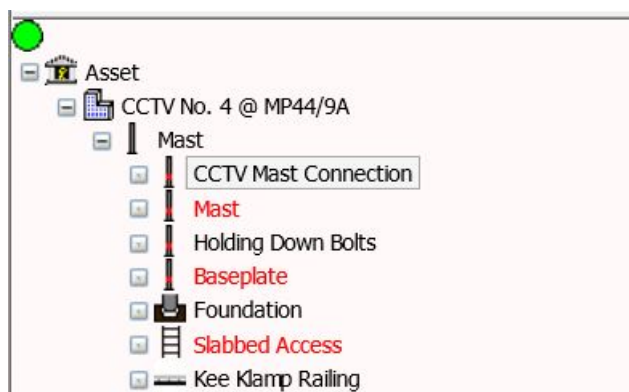 Asset
CCTV No. 4 @ MP44/9A
Mast
CCTV Mast Connection
Mast
Holding Down Bolts
Baseplate
Foundation
Slabbed Access
Kee Klamp Railing